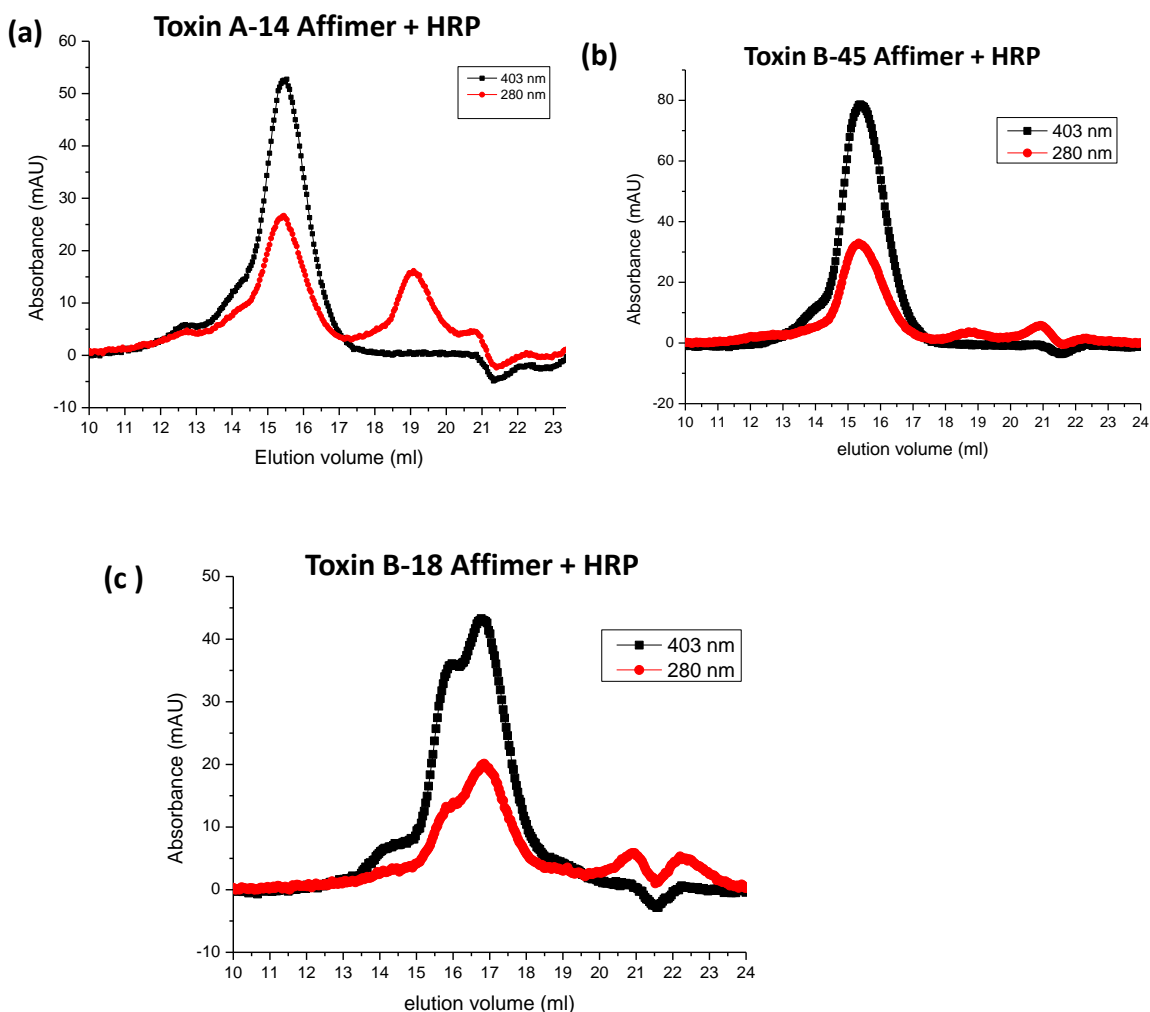 (a)
Toxin A-14 Affimer + HRP
60
50
40
30
20
10
0
-10
Absorbance (mAU)
403 nm
280 nm
10 11 12 13 14 15 16 17 18 19 20 21 22 23
Elution volume (ml)
(b)
Toxin B-45 Affimer + HRP
80
60
40
20
0
-20
Absorbance (mAU)
403 nm
280 nm
10 11 12 13 14 15 16 17 18 19 20 21 22 23 24
elution volume (ml)
(c )
Toxin B-18 Affimer + HRP
50
40
30
20
10
0
-10
Absorbance (mAU)
403 nm
280 nm
10 11 12 13 14 15 16 17 18 19 20 21 22 23 24
elution volume (ml)